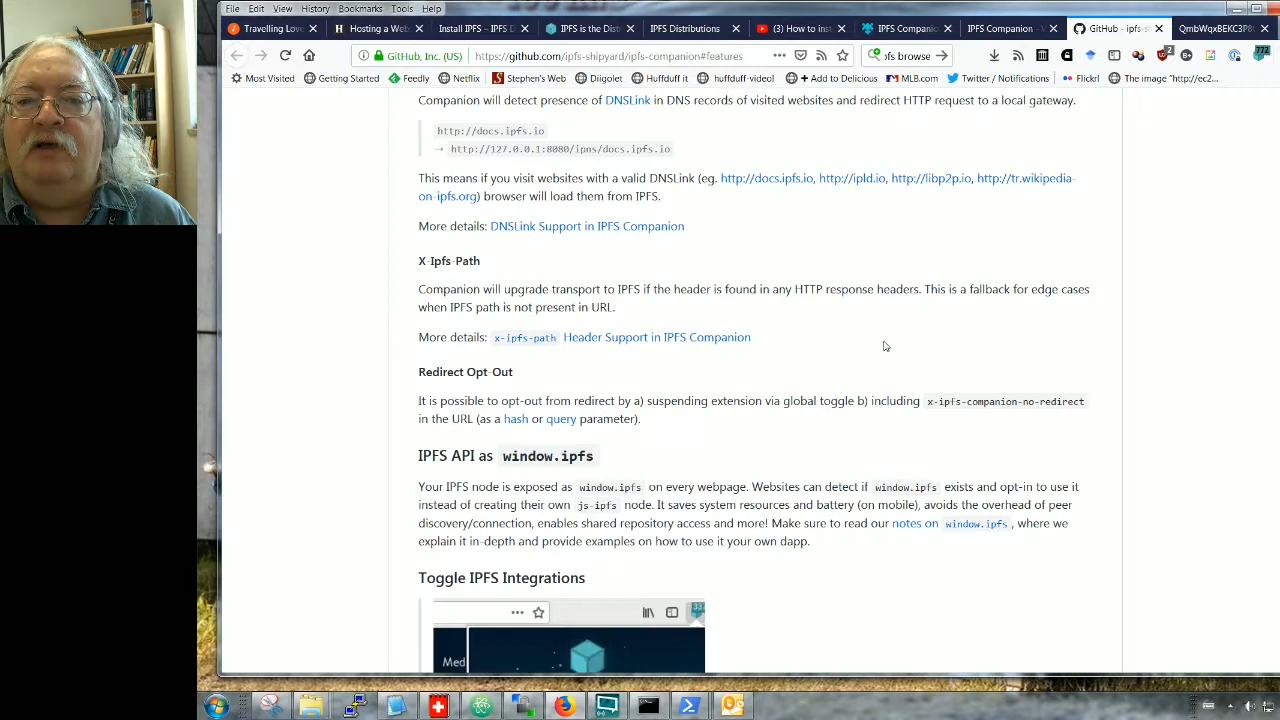 File Edit View History Bookmarks Tools Help
Travelling Love Hosting a Web Install IPFS – IPFS is the Dist IPFS Distributions (3) How to inst IPFS Compani IPFS Companion – GitHub - ipfs-s
GitHub, Inc. (US) https://github.com/ipfs-shipyard/ipfs-companion#features ofs browse 772
Most Visited Getting Started Feedly Netflix Stephen's Web Diigolet Huffduff it huffduff-video + Add to Delicious MLB.com Twitter / Notifications Flickr! The image "http://ec2...
Companion will detect presence of DNSLink in DNS records of visited websites and redirect HTTP request to a local gateway.
http://docs.ipfs.io
→ http://127.0.0.1:8080/ipns/docs.ipfs.io
This means if you visit websites with a valid DNSLink (eg. http://docs.ipfs.io, http://ipld.io, http://libp2p.io, http://tr.wikipedia-
on-ipfs.org) browser will load them from IPFS.
More details: DNSLink Support in IPFS Companion
X-Ipfs-Path
Companion will upgrade transport to IPFS if the header is found in any HTTP response headers. This is a fallback for edge cases
when IPFS path is not present in URL.
More details: x-ipfs-path Header Support in IPFS Companion
Redirect Opt-Out
It is possible to opt-out from redirect by a) suspending extension via global toggle b) including x-ipfs-companion-no-redirect
in the URL (as a hash or query parameter).
IPFS API as window.ipfs
Your IPFS node is exposed as window.ipfs on every webpage. Websites can detect if window.ipfs exists and opt-in to use it
instead of creating their own js-ipfs node. It saves system resources and battery (on mobile), avoids the overhead of peer
discovery/connection, enables shared repository access and more! Make sure to read our notes on window.ipfs, where we
explain it in-depth and provide examples on how to use it your own dapp.
Toggle IPFS Integrations
Med